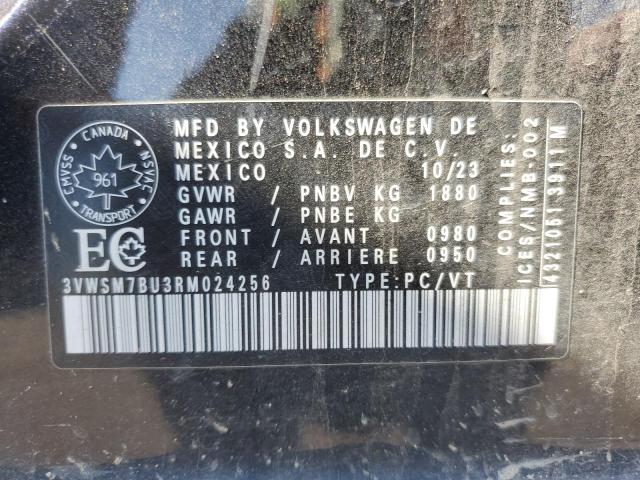 CANADA
CMVSS
NSVAC
961
TRANSPORT
EC
MFD BY VOLKSWAGEN DE
MEXICO S.A. DE C.V.
MEXICO 10/23
GVWR / PNBV KG 1880
GAWR / PNBE KG
FRONT / AVANT 0980
REAR / ARRIERE 0950
3VWSM7BU3RM024256 TYPE:PC/VT
COMPLIES:
ICES/NMB-002